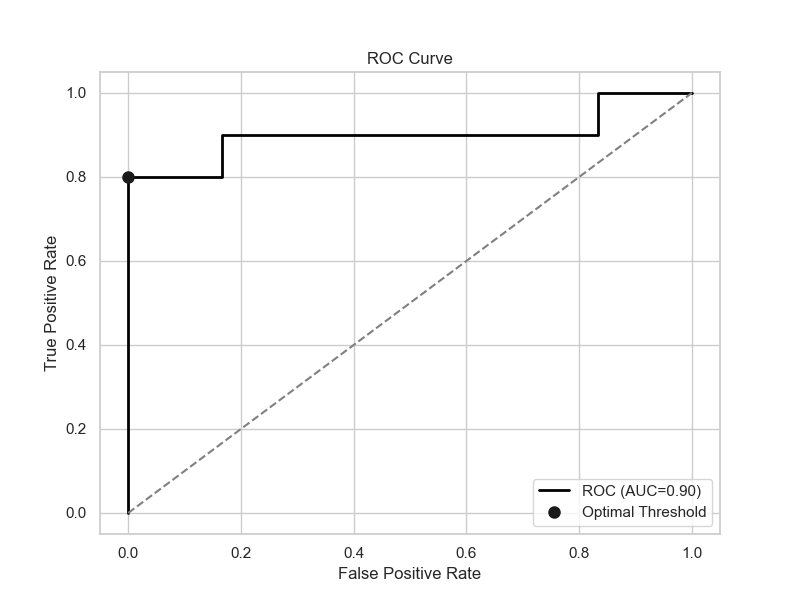 ROC Curve
True Positive Rate
1.0
0.8
0.6
0.4
0.2
0.0
ROC (AUC=0.90)
Optimal Threshold
0.0 0.2 0.4 0.6 0.8 1.0
False Positive Rate